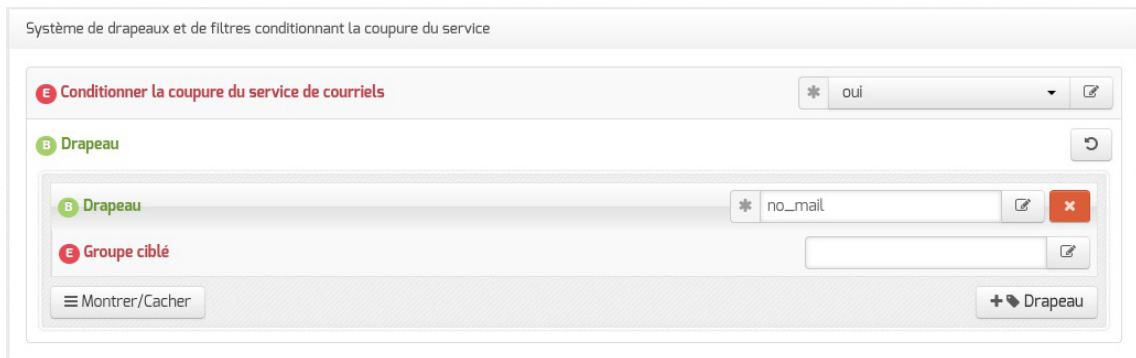 Système de drapeaux et de filtres conditionnant la coupure du service
E Conditionner la coupure du service de courriels
oui
B Drapeau
B Drapeau
no_mail
E Groupe ciblé
Montrer/Cacher
Drapeau